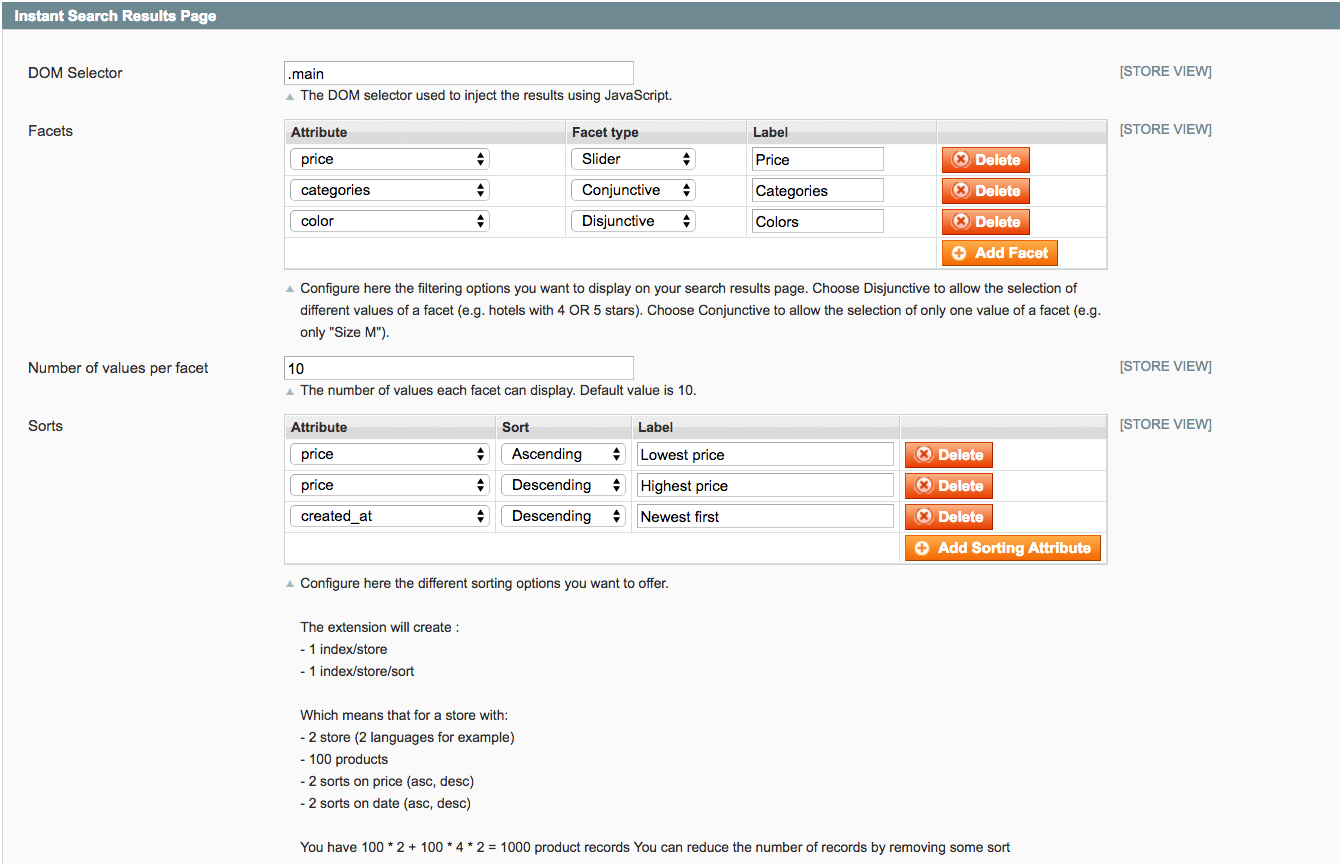 Instant Search Results Page
DOM Selector .main [STORE VIEW]
The DOM selector used to inject the results using JavaScript.
Facets [STORE VIEW]
Attribute Facet type Label
price Slider Price Delete
categories Conjunctive Categories Delete
color Disjunctive Colors Delete
Add Facet
Configure here the filtering options you want to display on your search results page. Choose Disjunctive to allow the selection of
different values of a facet (e.g. hotels with 4 OR 5 stars). Choose Conjunctive to allow the selection of only one value of a facet (e.g.
only "Size M").
Number of values per facet 10 [STORE VIEW]
The number of values each facet can display. Default value is 10.
Sorts [STORE VIEW]
Attribute Sort Label
price Ascending Lowest price Delete
price Descending Highest price Delete
created_at Descending Newest first Delete
Add Sorting Attribute
Configure here the different sorting options you want to offer.
The extension will create :
- 1 index/store
- 1 index/store/sort
Which means that for a store with:
- 2 store (2 languages for example)
- 100 products
- 2 sorts on price (asc, desc)
- 2 sorts on date (asc, desc)
You have 100 * 2 + 100 * 4 * 2 = 1000 product records You can reduce the number of records by removing some sort